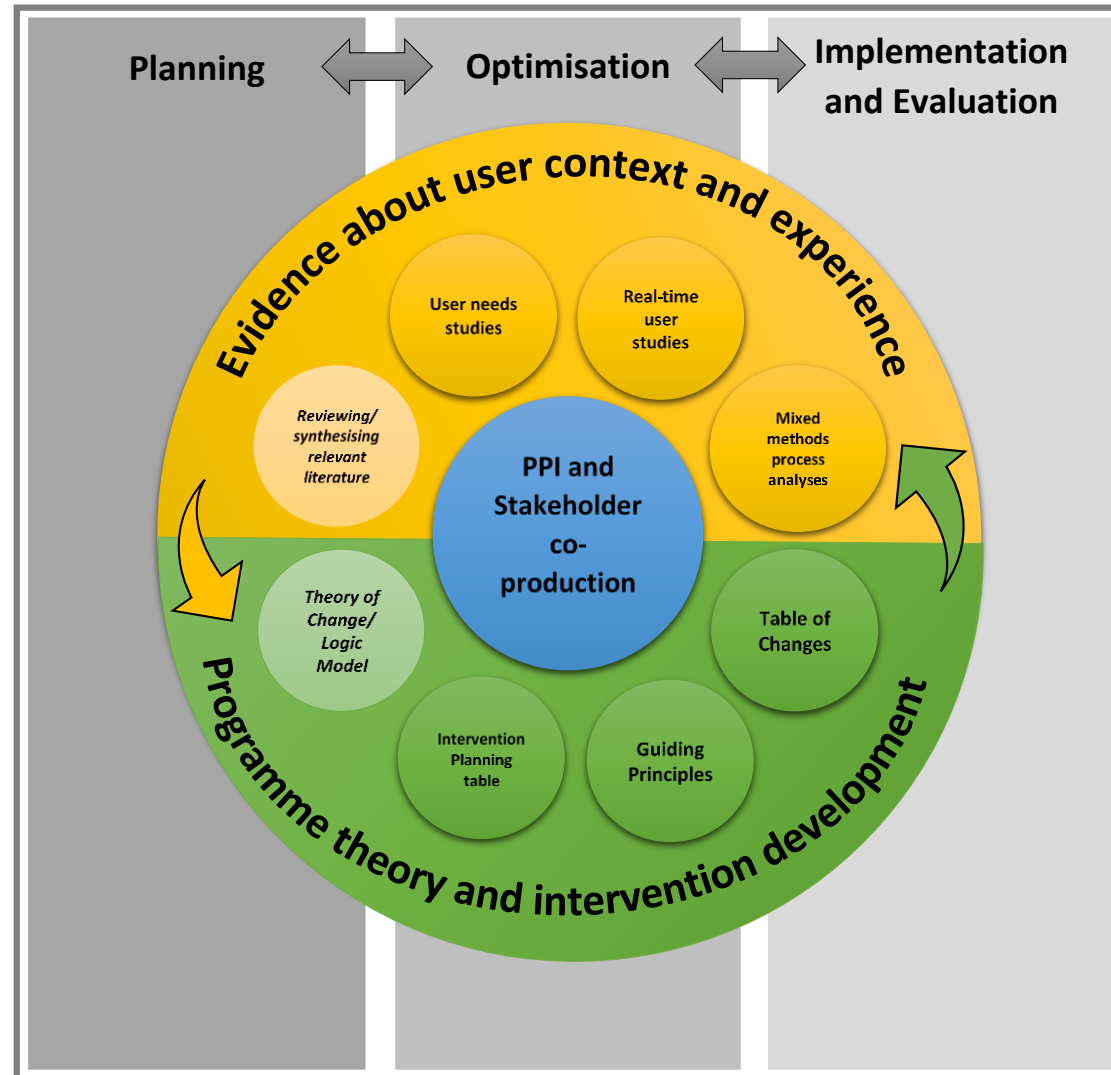 Planning
Optimisation
Implementation
and Evaluation
Evidence about user context and experience
User needs
studies
Real-time
user
studies
Reviewing/
synthesising
relevant
literature
Mixed
methods
process
analyses
PPI and
Stakeholder
co-
production
Theory of
Change/
Logic
Model
Table of
Changes
Intervention
Planning
table
Guiding
Principles
Programme theory and intervention development